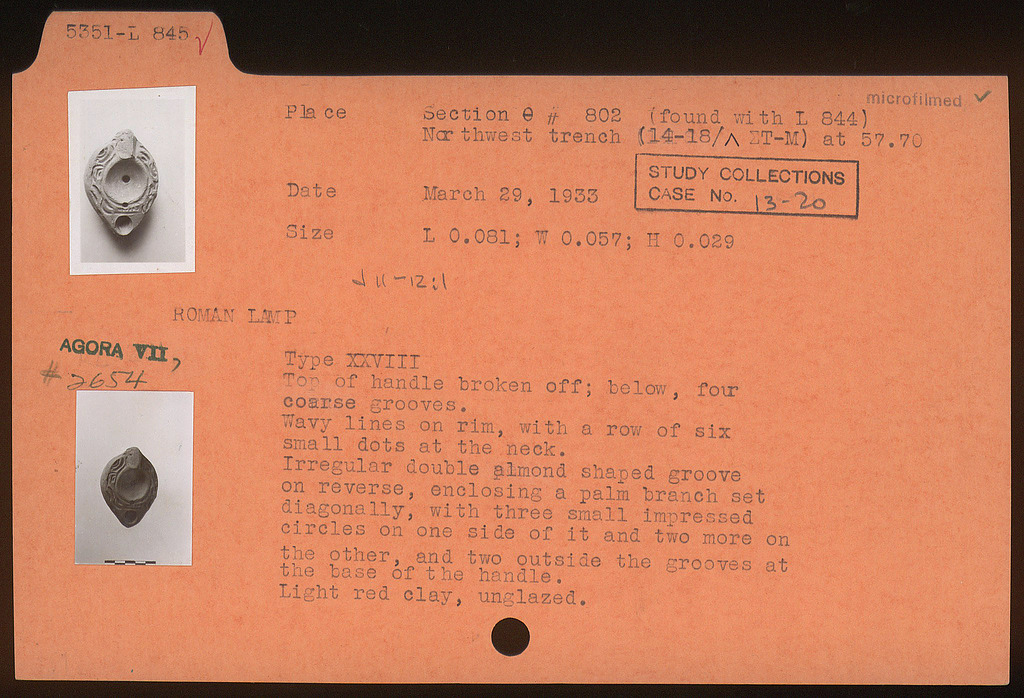 5351-L 845 √
microfilmed ✓
Place Section Θ # 802 (found with L 844)
Northwest trench (14-18/Λ ΣT-M) at 57.70
STUDY COLLECTIONS
CASE No. 13-20
Date March 29, 1933
Size L 0.081; W 0.057; H 0.029
J 11-12:1
ROMAN LAMP
AGORA VII,
# 2654
Type XXVIII
Top of handle broken off; below, four
coarse grooves.
Wavy lines on rim, with a row of six
small dots at the neck.
Irregular double almond shaped groove
on reverse, enclosing a palm branch set
diagonally, with three small impressed
circles on one side of it and two more on
the other, and two outside the grooves at
the base of the handle.
Light red clay, unglazed.